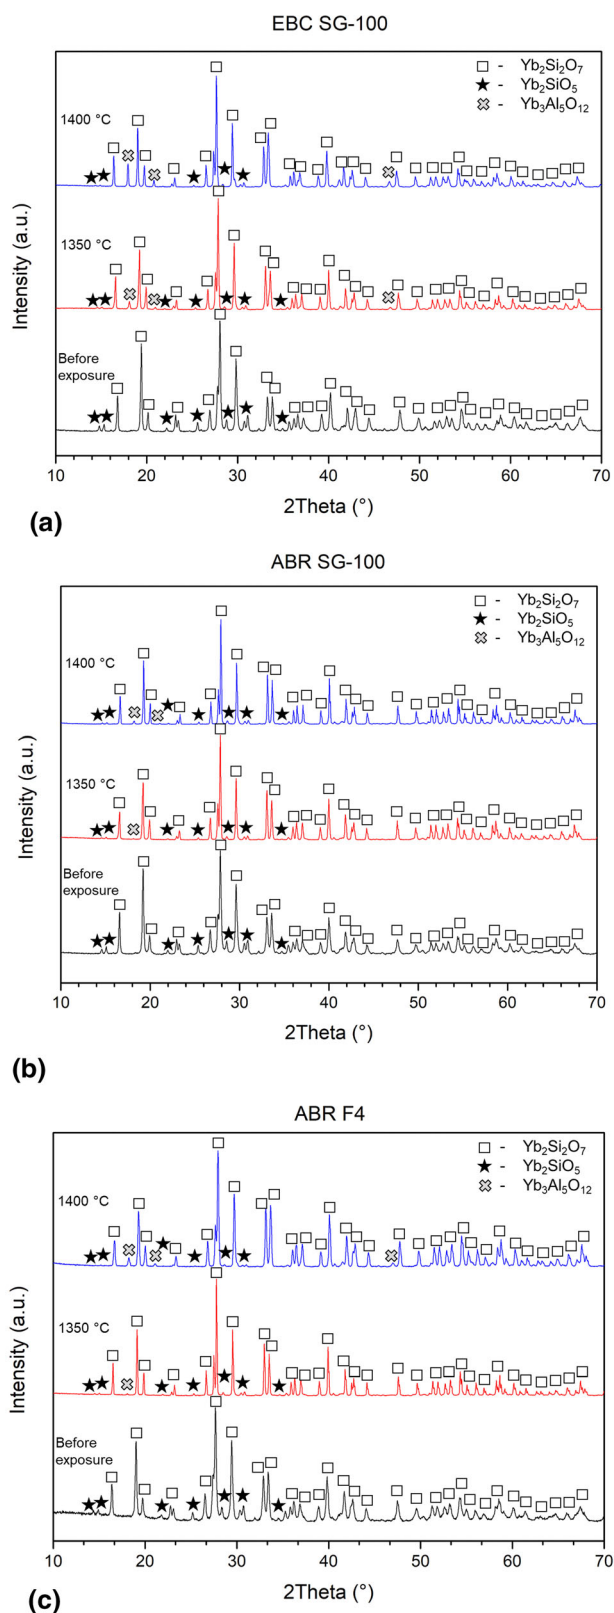 EBC SG-100
□ - Yb₂Si₂O₇
★ - Yb₂SiO₅
Yb₃Al₅O₁₂
1400 °C
1350 °C
Before
exposure
Intensity (a.u.)
10 20 30 40 50 60 70
2Theta (°)
(a)
ABR SG-100
□ - Yb₂Si₂O₇
★ - Yb₂SiO₅
- Yb₃Al₅O₁₂
1400 °C
1350 °C
Before
exposure
Intensity (a.u.)
10 20 30 40 50 60 70
2Theta (°)
(b)
ABR F4
□ - Yb₂Si₂O₇
★ - Yb₂SiO₅
- Yb₃Al₅O₁₂
1400 °C
1350 °C
Before
exposure
Intensity (a.u.)
10 20 30 40 50 60 70
2Theta (°)
(c)